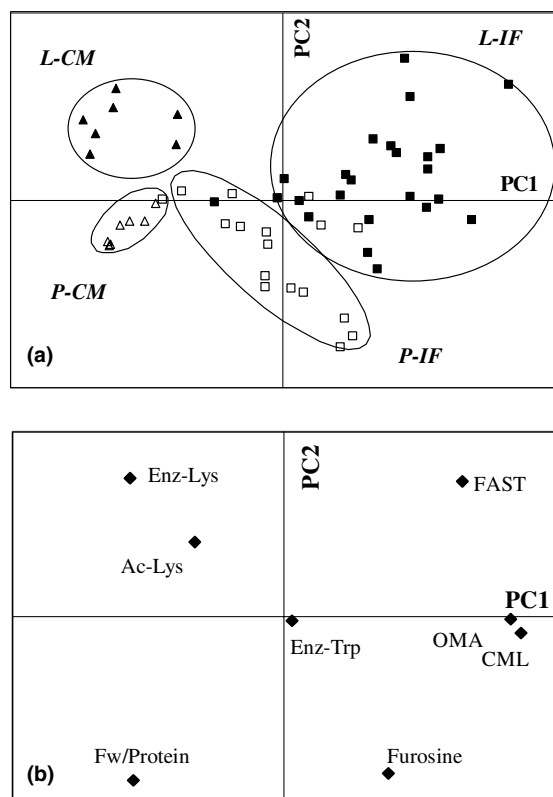 PC2
L-IF
L-CM
PC1
P-CM
P-IF
(a)
PC2
Enz-Lys
FAST
Ac-Lys
PC1
Enz-Trp
OMA
CML
Fw/Protein
Furosine
(b)